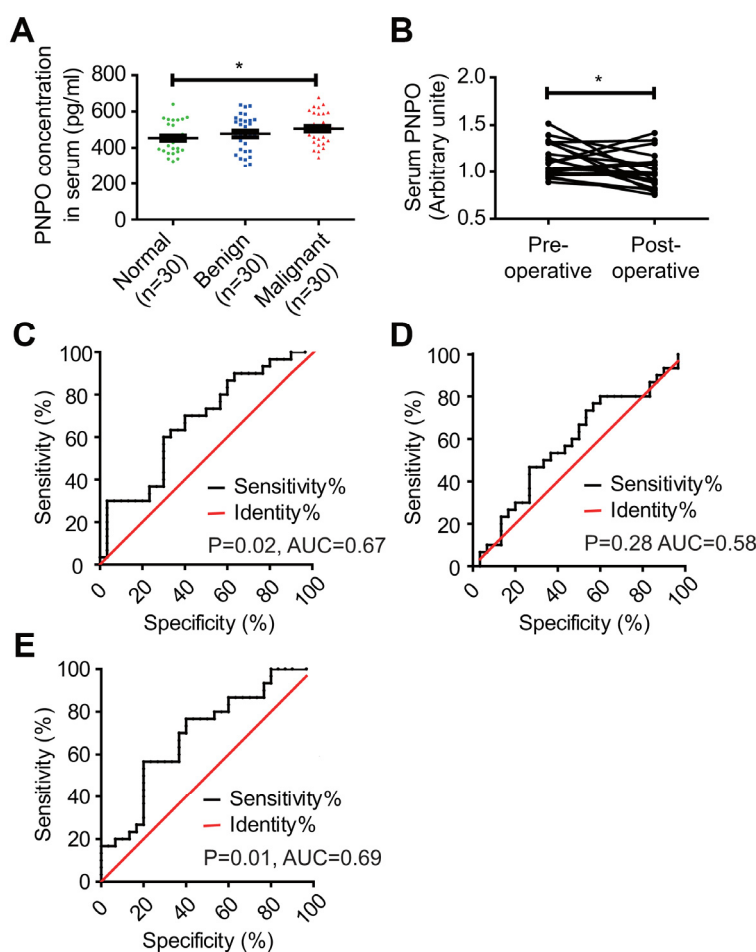 A
*
PNPO concentration
in serum (pg/ml)
800
600
400
200
0
Normal
(n=30)
Benign
(n=30)
Malignant
(n=30)
B
*
Serum PNPO
(Arbitrary unite)
2.0
1.5
1.0
0.5
Pre-
operative
Post-
operative
C
Sensitivity (%)
100
80
60
40
20
0
Sensitivity%
Identity%
P=0.02, AUC=0.67
0
20
40
60
80
100
Specificity (%)
D
Sensitivity (%)
100
80
60
40
20
0
Sensitivity%
Identity%
P=0.28 AUC=0.58
0
20
40
60
80
100
Specificity (%)
E
Sensitivity (%)
100
80
60
40
20
0
Sensitivity%
Identity%
P=0.01, AUC=0.69
0
20
40
60
80
100
Specificity (%)